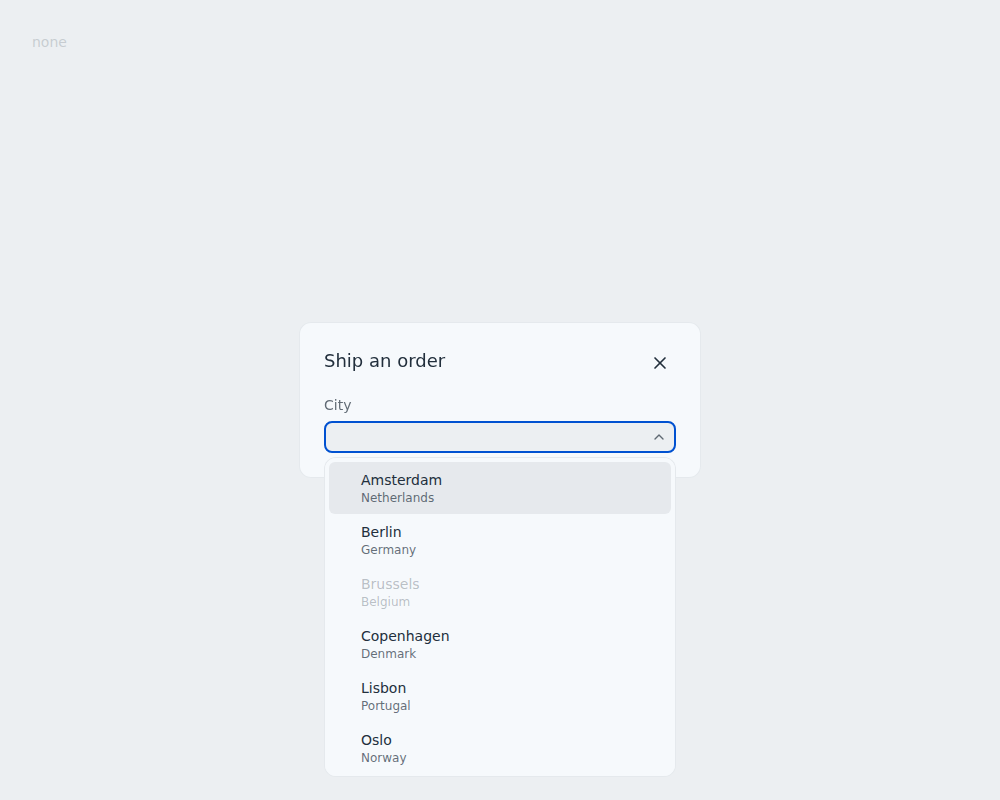 none
Ship an order
City
Amsterdam
Netherlands
Berlin
Germany
Brussels
Belgium
Copenhagen
Denmark
Lisbon
Portugal
Oslo
Norway